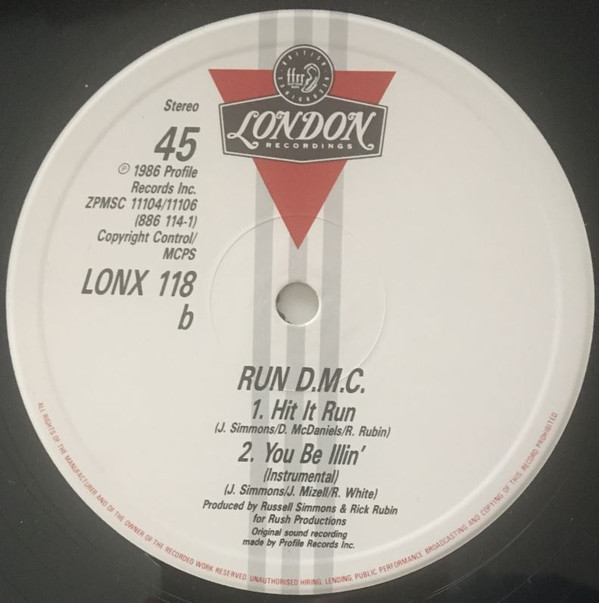 BRITISH
ffrr
LONDON
RECORDINGS
Stereo
45
℗ 1986 Profile
Records Inc.
ZPMSC 11104/11106
(886 114-1)
Copyright Control/
MCPS
LONX 118
b
RUN D.M.C.
1. Hit It Run
(J. Simmons/D. McDaniels/R. Rubin)
2. You Be Illin'
(Instrumental)
(J. Simmons/J. Mizell/R. White)
Produced by Russell Simmons & Rick Rubin
for Rush Productions
Original sound recording
made by Profile Records Inc.
ALL RIGHTS OF THE MANUFACTURER AND OF THE OWNER OF THE RECORDED WORK RESERVED. UNAUTHORISED HIRING, LENDING, PUBLIC PERFORMANCE, BROADCASTING AND COPYING OF THIS RECORD PROHIBITED